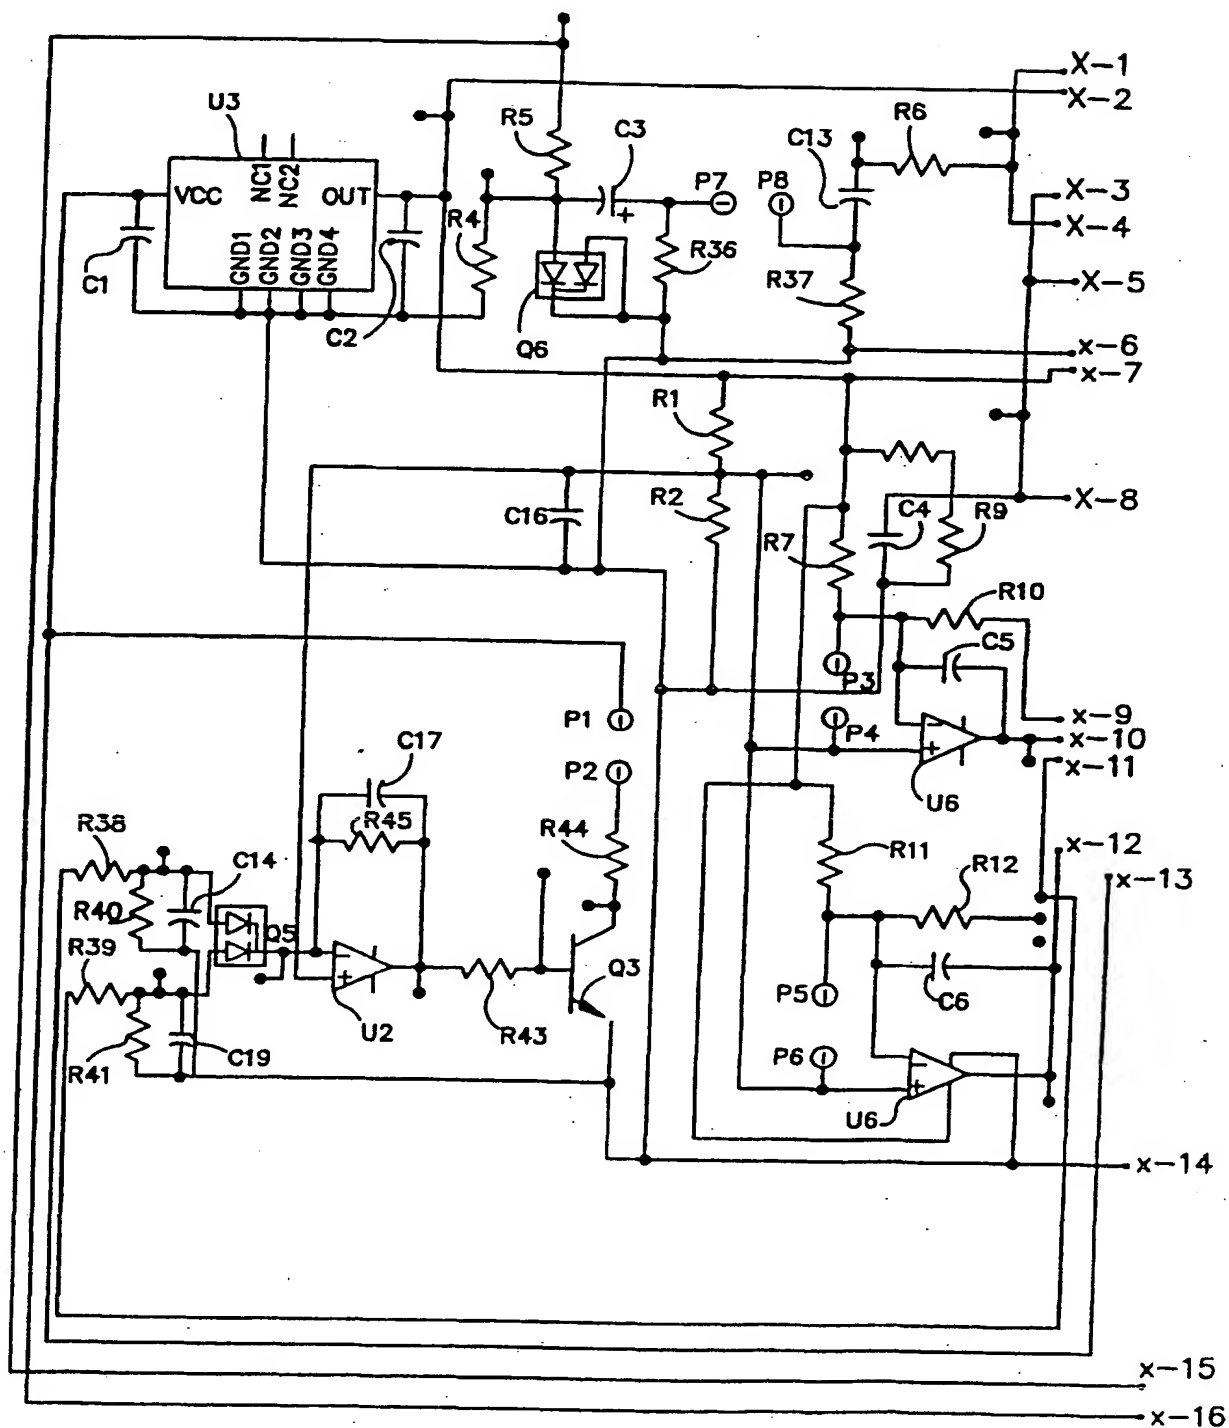 X-1
X-2
U3
R5
C3
R6
C13
NC1
NC2
VCC
OUT
P7
P8
X-3
R4
X-4
GND1
GND2
GND3
GND4
C1
R36
R37
X-5
C2
Q6
x-6
x-7
R1
R2
C4
X-8
C16
R9
R7
R10
C5
P3
P1
P4
x-9
x-10
C17
x-11
P2
U6
R38
R45
R44
x-12
C14
R11
R12
x-13
R40
Q5
R39
Q3
P5
C6
U2
R43
C19
P6
R41
U6
x-14
x-15
x-16